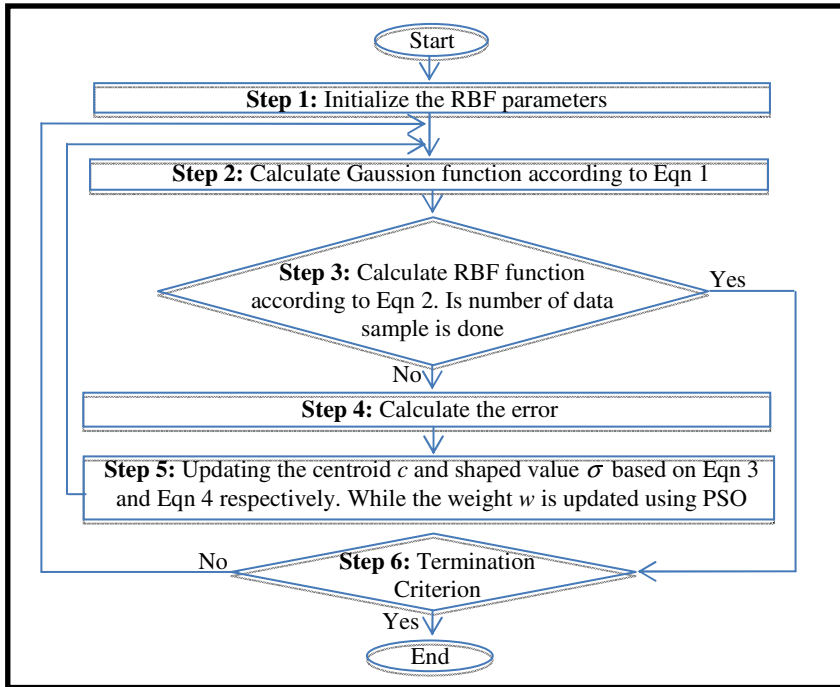 Start
Step 1: Initialize the RBF parameters
Step 2: Calculate Gaussion function according to Eqn 1
Step 3: Calculate RBF function
according to Eqn 2. Is number of data
sample is done
Yes
No
Step 4: Calculate the error
Step 5: Updating the centroid c and shaped value σ based on Eqn 3
and Eqn 4 respectively. While the weight w is updated using PSO
No
Step 6: Termination
Criterion
Yes
End